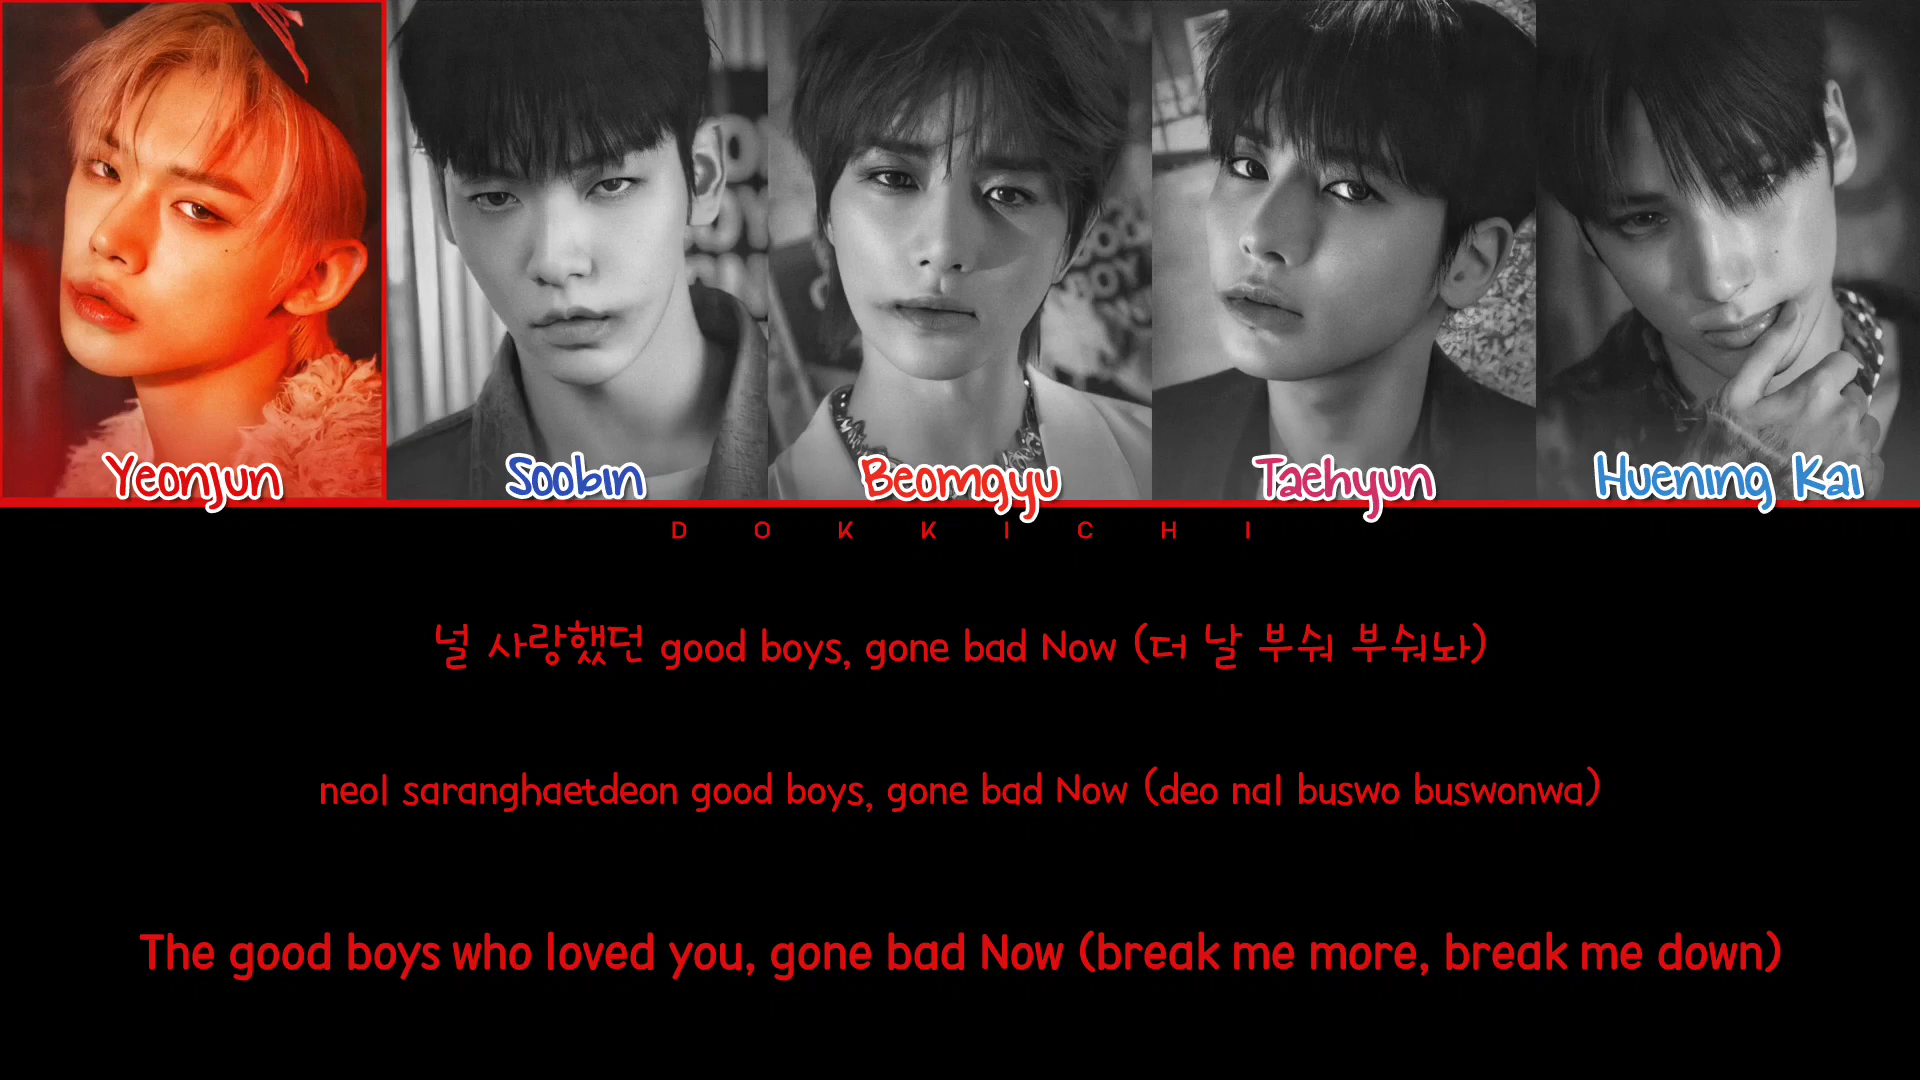 Yeonjun Soobin Beomgyu Taehyun Huening Kai
DOKKICHI
널 사랑했던 good boys, gone bad Now (더 날 부숴 부숴놔)
neol saranghaetdeon good boys, gone bad Now (deo nal buswo buswonwa)
The good boys who loved you, gone bad Now (break me more, break me down)